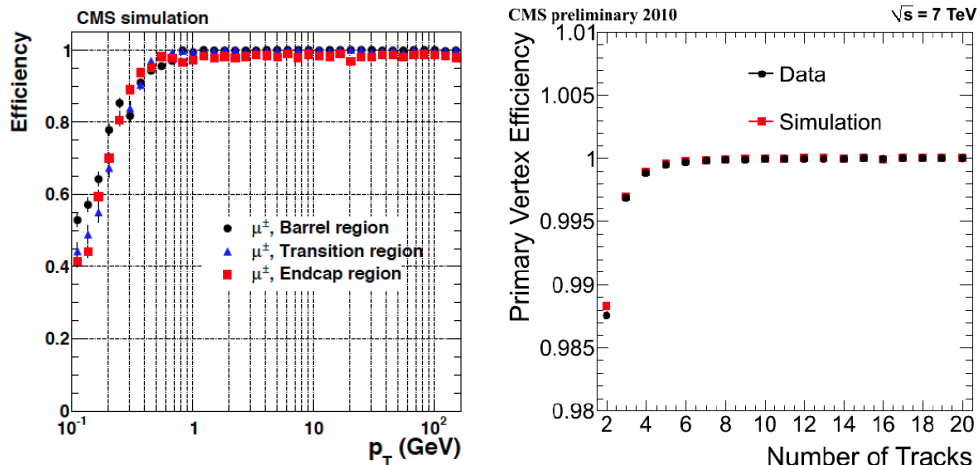 CMS simulation
Efficiency
1
0.8
0.6
0.4
0.2
0
μ±, Barrel region
μ±, Transition region
μ±, Endcap region
10-1
1
10
102
pT (GeV)
CMS preliminary 2010
√s = 7 TeV
Primary Vertex Efficiency
1.01
1.005
1
0.995
0.99
0.985
0.98
Data
Simulation
2 4 6 8 10 12 14 16 18 20
Number of Tracks